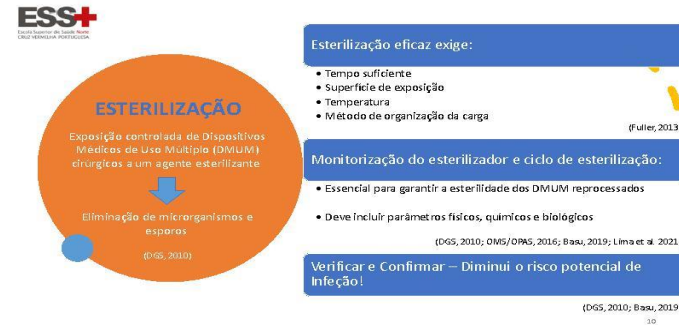 ESS+
Escola Superior de Saúde Norte
CRUZ VERMELHA PORTUGUESA
ESTERILIZAÇÃO
Exposição controlada de Dispositivos
Médicos de Uso Múltiplo (DMUM)
cirúrgicos a um agente esterilizante
Eliminação de microrganismos e
esporos
(DGS, 2010)
Esterilização eficaz exige:
• Tempo suficiente
• Superfície de exposição
• Temperatura
• Método de organização da carga
(Fuller, 2013
Monitorização do esterilizador e ciclo de esterilização:
• Essencial para garantir a esterilidade dos DMUM reprocessados
• Deve incluir parâmetros físicos, químicos e biológicos
(DGS, 2010; OMS/OPAS, 2016; Basu, 2019; Lima et al. 2021
Verificar e Confirmar – Diminui o risco potencial de
Infeção!
(DGS, 2010; Basu, 2019
10